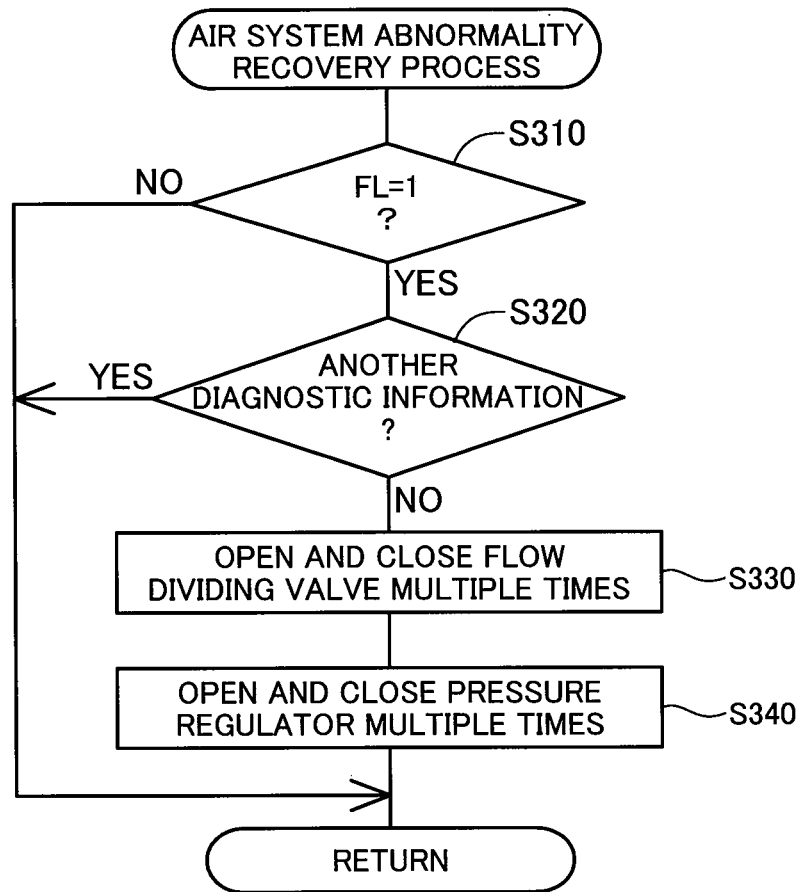 AIR SYSTEM ABNORMALITY
RECOVERY PROCESS
S310
NO
FL=1
?
YES
S320
YES
ANOTHER
DIAGNOSTIC INFORMATION
?
NO
OPEN AND CLOSE FLOW
DIVIDING VALVE MULTIPLE TIMES
S330
OPEN AND CLOSE PRESSURE
REGULATOR MULTIPLE TIMES
S340
RETURN